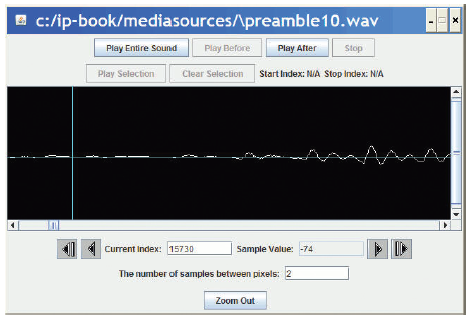 c:/ip-book/mediasources/\preamble10.wav
Play Entire Sound Play Before Play After Stop
Play Selection Clear Selection Start Index: N/A Stop Index: N/A
Current Index: 15730 Sample Value: -74
The number of samples between pixels: 2
Zoom Out